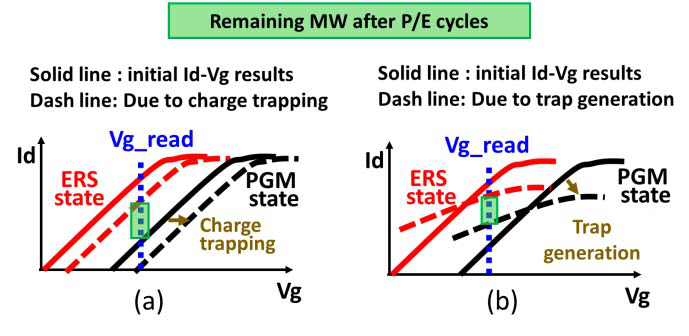 Remaining MW after P/E cycles
Solid line : initial Id-Vg results
Dash line: Due to charge trapping
Id
Vg_read
ERS
state
PGM
state
Charge
trapping
Vg
(a)
Solid line : initial Id-Vg results
Dash line: Due to trap generation
Id
Vg_read
ERS
state
PGM
state
Trap
generation
Vg
(b)